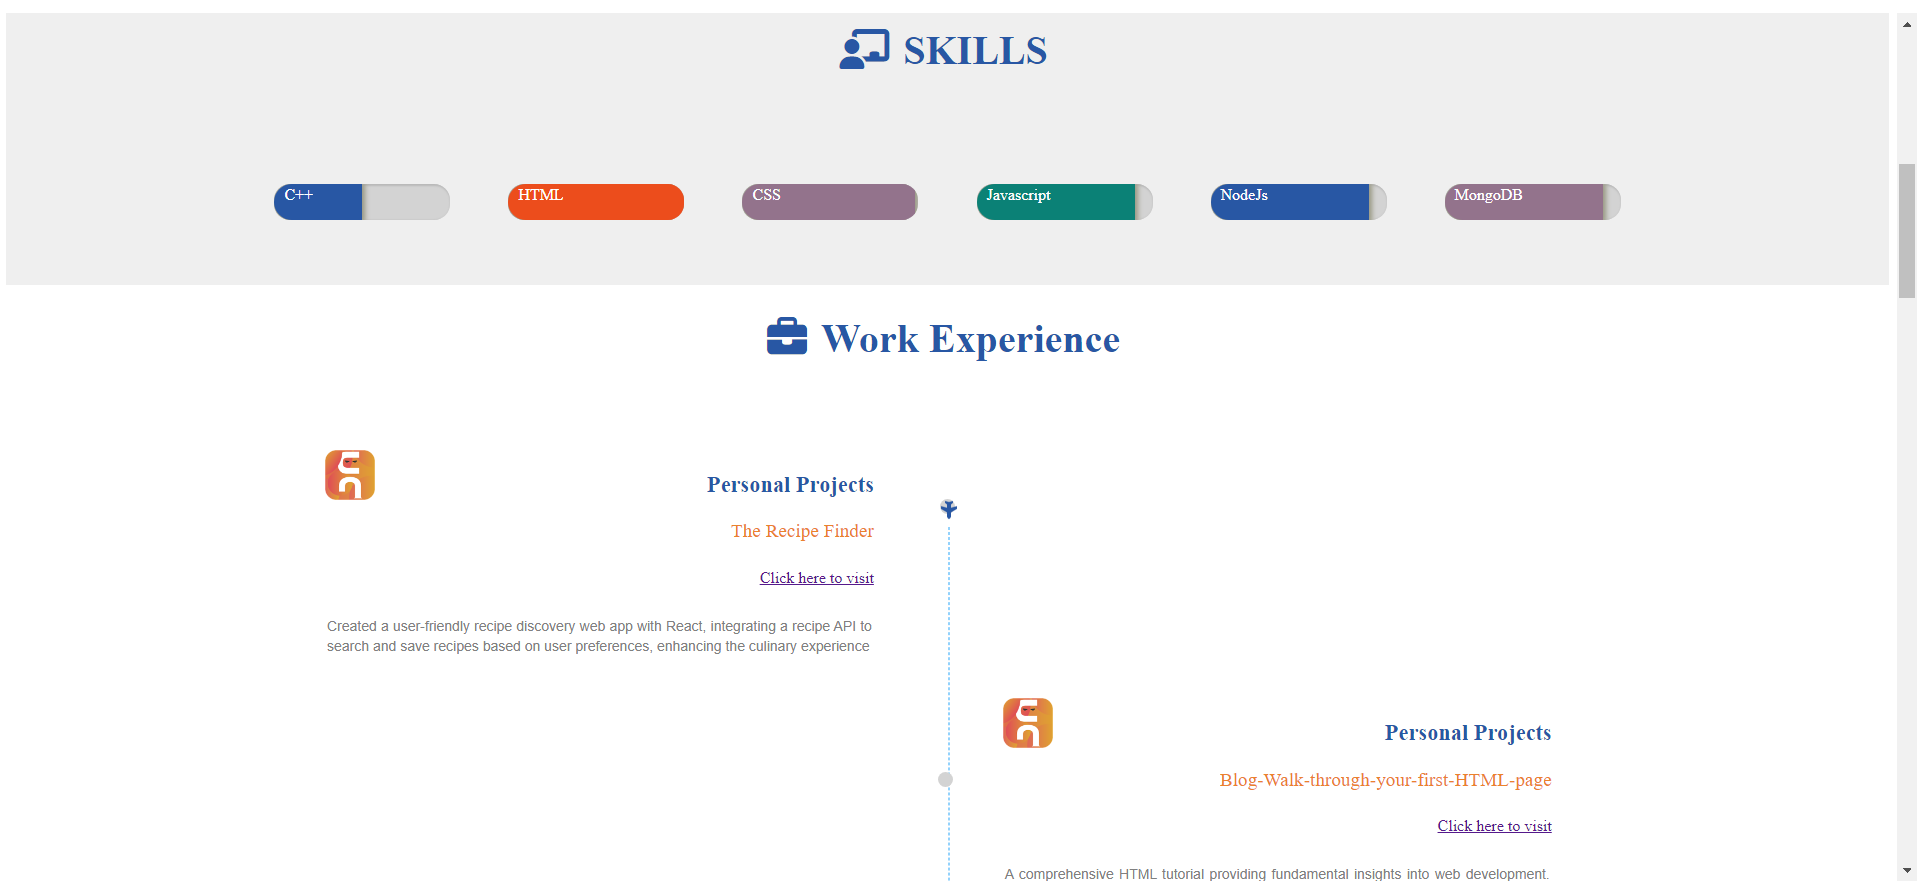 SKILLS
C++
HTML
CSS
Javascript
NodeJs
MongoDB
Work Experience
Personal Projects
The Recipe Finder
Click here to visit
Created a user-friendly recipe discovery web app with React, integrating a recipe API to
search and save recipes based on user preferences, enhancing the culinary experience
Personal Projects
Blog-Walk-through-your-first-HTML-page
Click here to visit
A comprehensive HTML tutorial providing fundamental insights into web development.